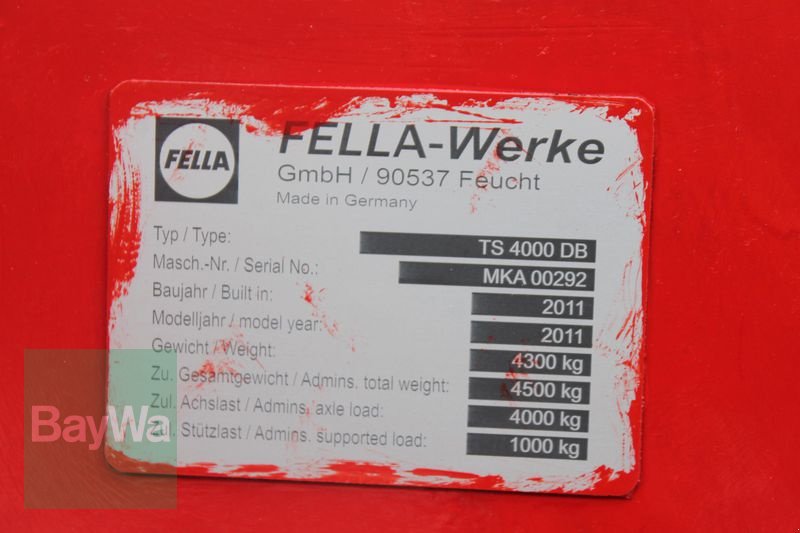 FELLA
FELLA-Werke
GmbH / 90537 Feucht
Made in Germany
Typ / Type: TS 4000 DB
Masch.-Nr. / Serial No.: MKA 00292
Baujahr / Built in: 2011
Modelljahr / model year: 2011
Gewicht / Weight: 4300 kg
Zu. Gesamtgewicht / Admins. total weight: 4500 kg
Zul. Achslast / Admins. axle load: 4000 kg
Zul. Stützlast / Admins. supported load: 1000 kg
BayWa